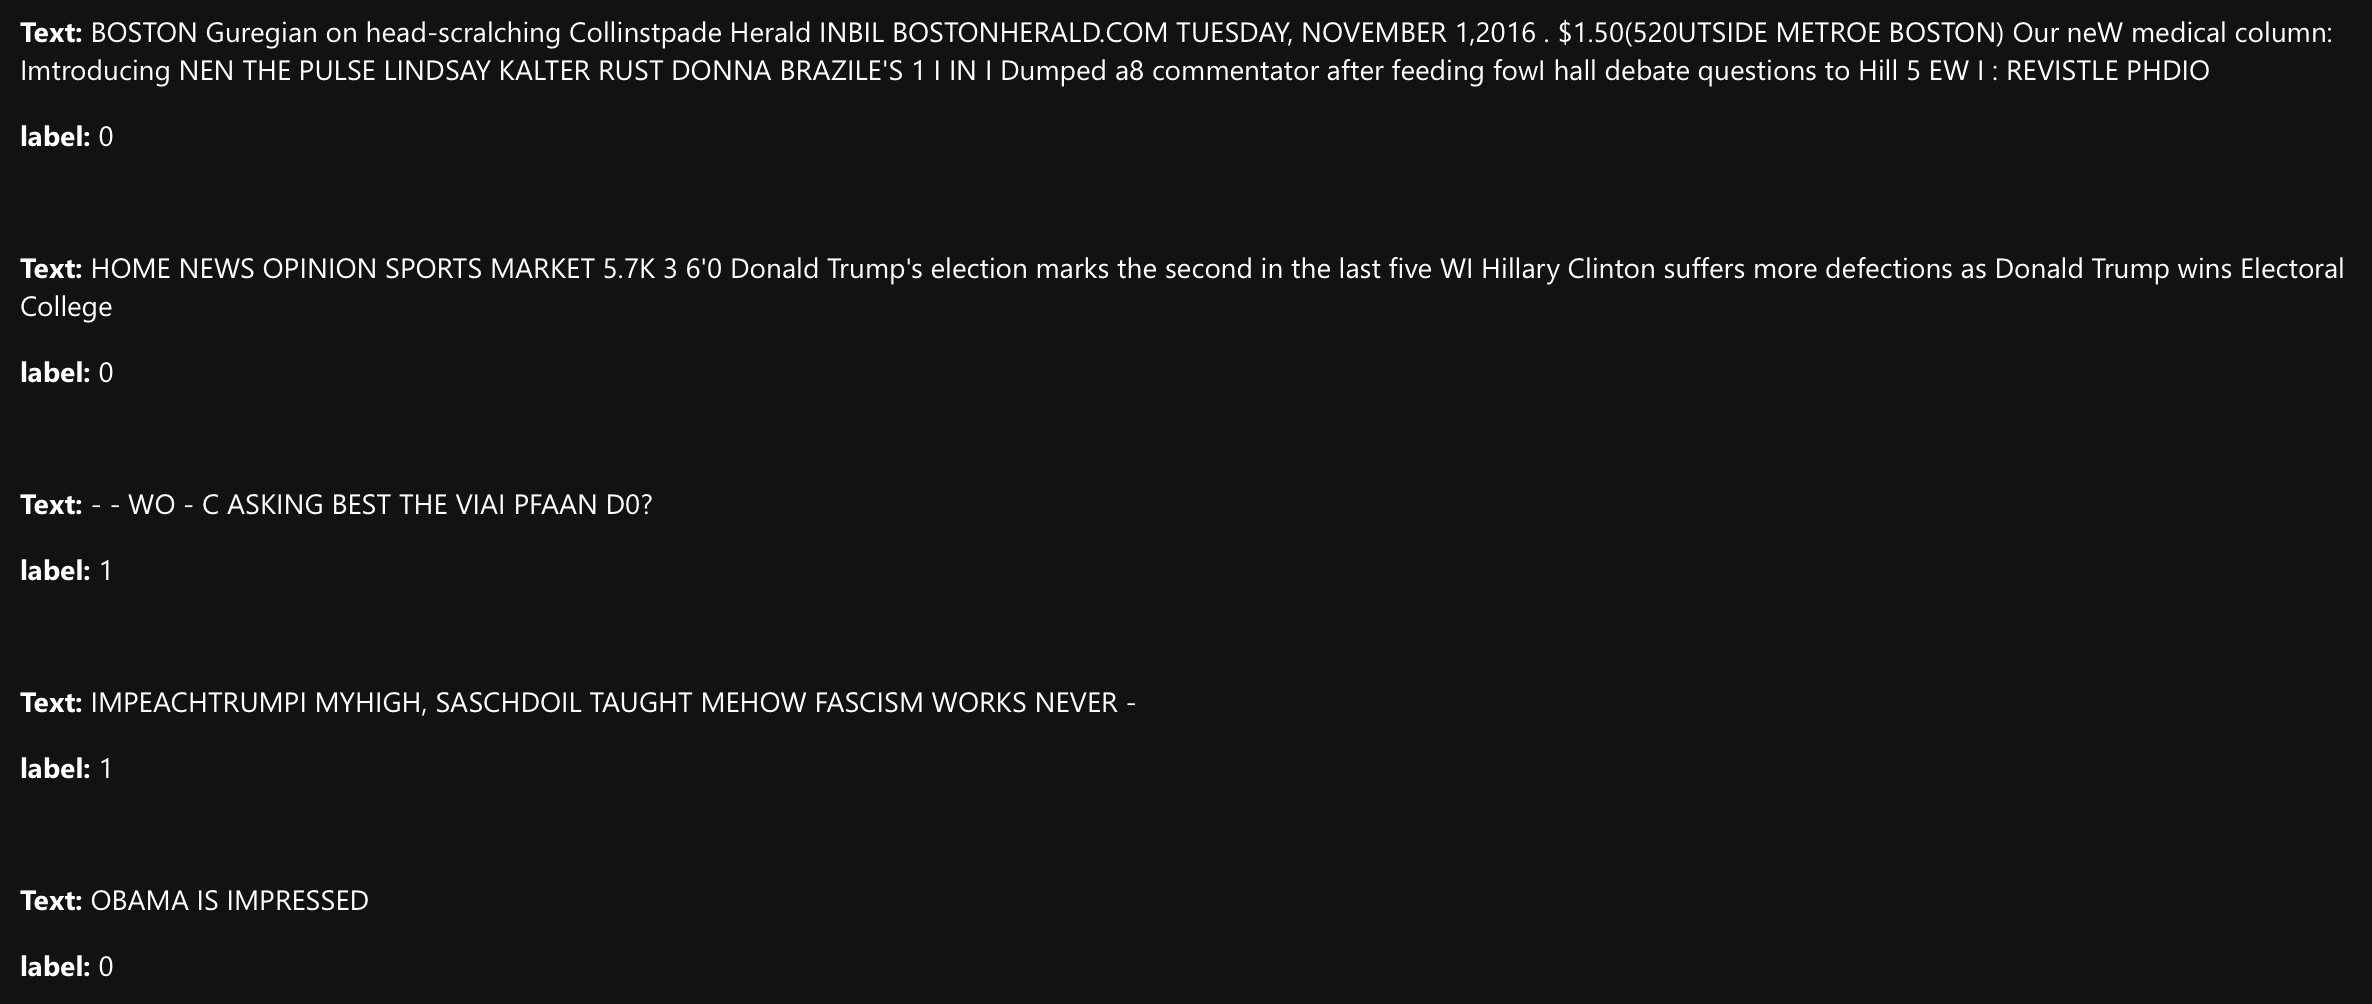 Text: BOSTON Guregian on head-scralching Collinstpade Herald INBIL BOSTONHERALD.COM TUESDAY, NOVEMBER 1,2016 . $1.50(520UTSIDE METROE BOSTON) Our neW medical column:
Imtroducing NEN THE PULSE LINDSAY KALTER RUST DONNA BRAZILE'S 1 I IN I Dumped a8 commentator after feeding fowI hall debate questions to Hill 5 EW I : REVISTLE PHDIO
label: 0
Text: HOME NEWS OPINION SPORTS MARKET 5.7K 3 6'0 Donald Trump's election marks the second in the last five WI Hillary Clinton suffers more defections as Donald Trump wins Electoral
College
label: 0
Text: - - WO - C ASKING BEST THE VIAI PFAAN D0?
label: 1
Text: IMPEACHTRUMPI MYHIGH, SASCHDOIL TAUGHT MEHOW FASCISM WORKS NEVER -
label: 1
Text: OBAMA IS IMPRESSED
label: 0